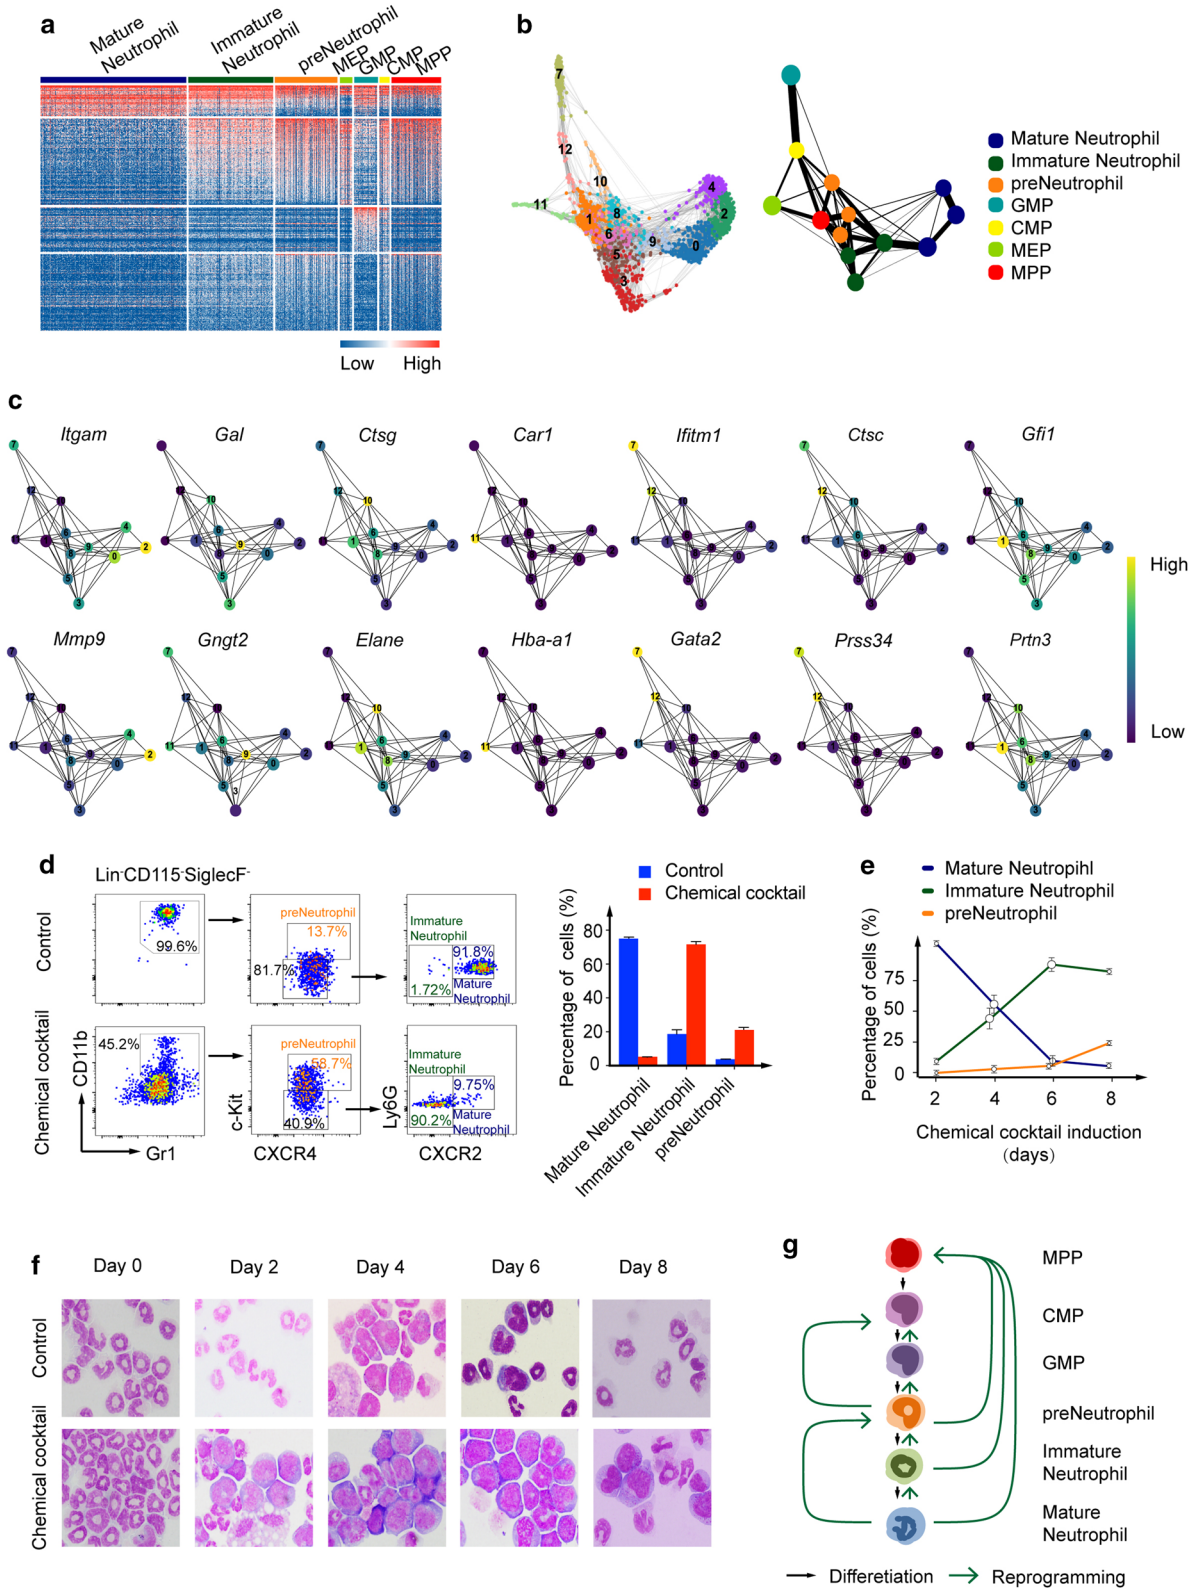 a
Mature
Neutrophil
Immature
Neutrophil
preNeutrophil
MEP
GMP
CMP
MPP
Low
High
b
7
12
10
11
1
8
6
5
3
9
4
2
0
Mature Neutrophil
Immature Neutrophil
preNeutrophil
GMP
CMP
MEP
MPP
c
Itgam
Gal
Ctsg
Car1
Ifitm1
Ctsc
Gfi1
Mmp9
Gngt2
Elane
Hba-a1
Gata2
Prss34
Prtn3
High
Low
d
Lin-CD115-SiglecF-
Control
99.6%
preNeutrophil
13.7%
81.7%
Immature
Neutrophil
91.8%
1.72%
Mature
Neutrophil
Chemical cocktail
CD11b
45.2%
Gr1
preNeutrophil
58.7%
40.9%
c-Kit
CXCR4
Immature
Neutrophil
9.75%
90.2%
Mature
Neutrophil
Ly6G
CXCR2
Control
Chemical cocktail
Percentage of cells (%)
80
60
40
20
0
Mature Neutrophil
Immature Neutrophil
preNeutrophil
e
Mature Neutropihl
Immature Neutrophil
preNeutrophil
Percentage of cells (%)
75
50
25
0
2
4
6
8
Chemical cocktail induction
(days)
f
Day 0
Day 2
Day 4
Day 6
Day 8
Control
Chemical cocktail
g
MPP
CMP
GMP
preNeutrophil
Immature
Neutrophil
Mature
Neutrophil
Differetiation
Reprogramming